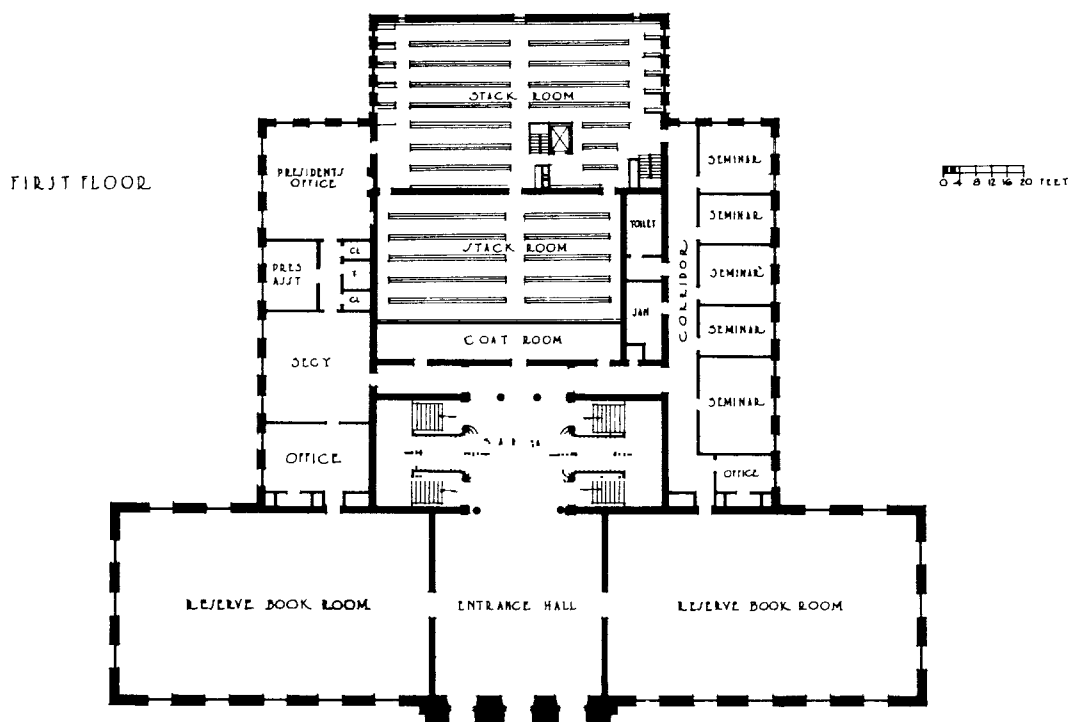 FIRST FLOOR
STACK ROOM
PRESIDENTS
OFFICE
SEMINAR
0 4 8 12 16 20 FEET
SEMINAR
TOILET
STACK ROOM
CL
PRES
ASST
T
CL
SEMINAR
CORRIDOR
JAN
SEMINAR
COAT ROOM
SECY
SEMINAR
OFFICE
OFFICE
RESERVE BOOK ROOM
ENTRANCE HALL
RESERVE BOOK ROOM